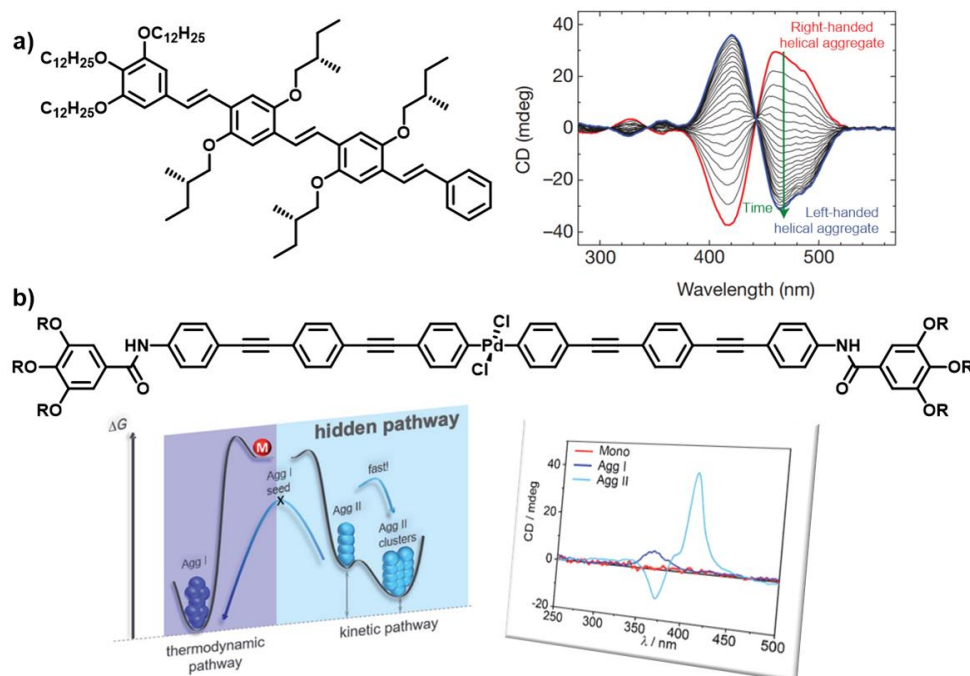 a)
OC12H25
C12H25O
C12H25O
O
O
O
O
CD (mdeg)
40
20
0
−20
−40
300
400
500
Wavelength (nm)
Right-handed
helical aggregate
Time
Left-handed
helical aggregate
b)
RO
RO
OR
O
NH
Cl
Pd
Cl
NH
O
OR
OR
OR
ΔG
hidden pathway
M
Agg I
seed
X
fast!
Agg II
Agg II
clusters
Agg I
thermodynamic
pathway
kinetic pathway
CD / mdeg
40
20
0
-20
Mono
Agg I
Agg II
250
300
350
400
450
500
λ / nm